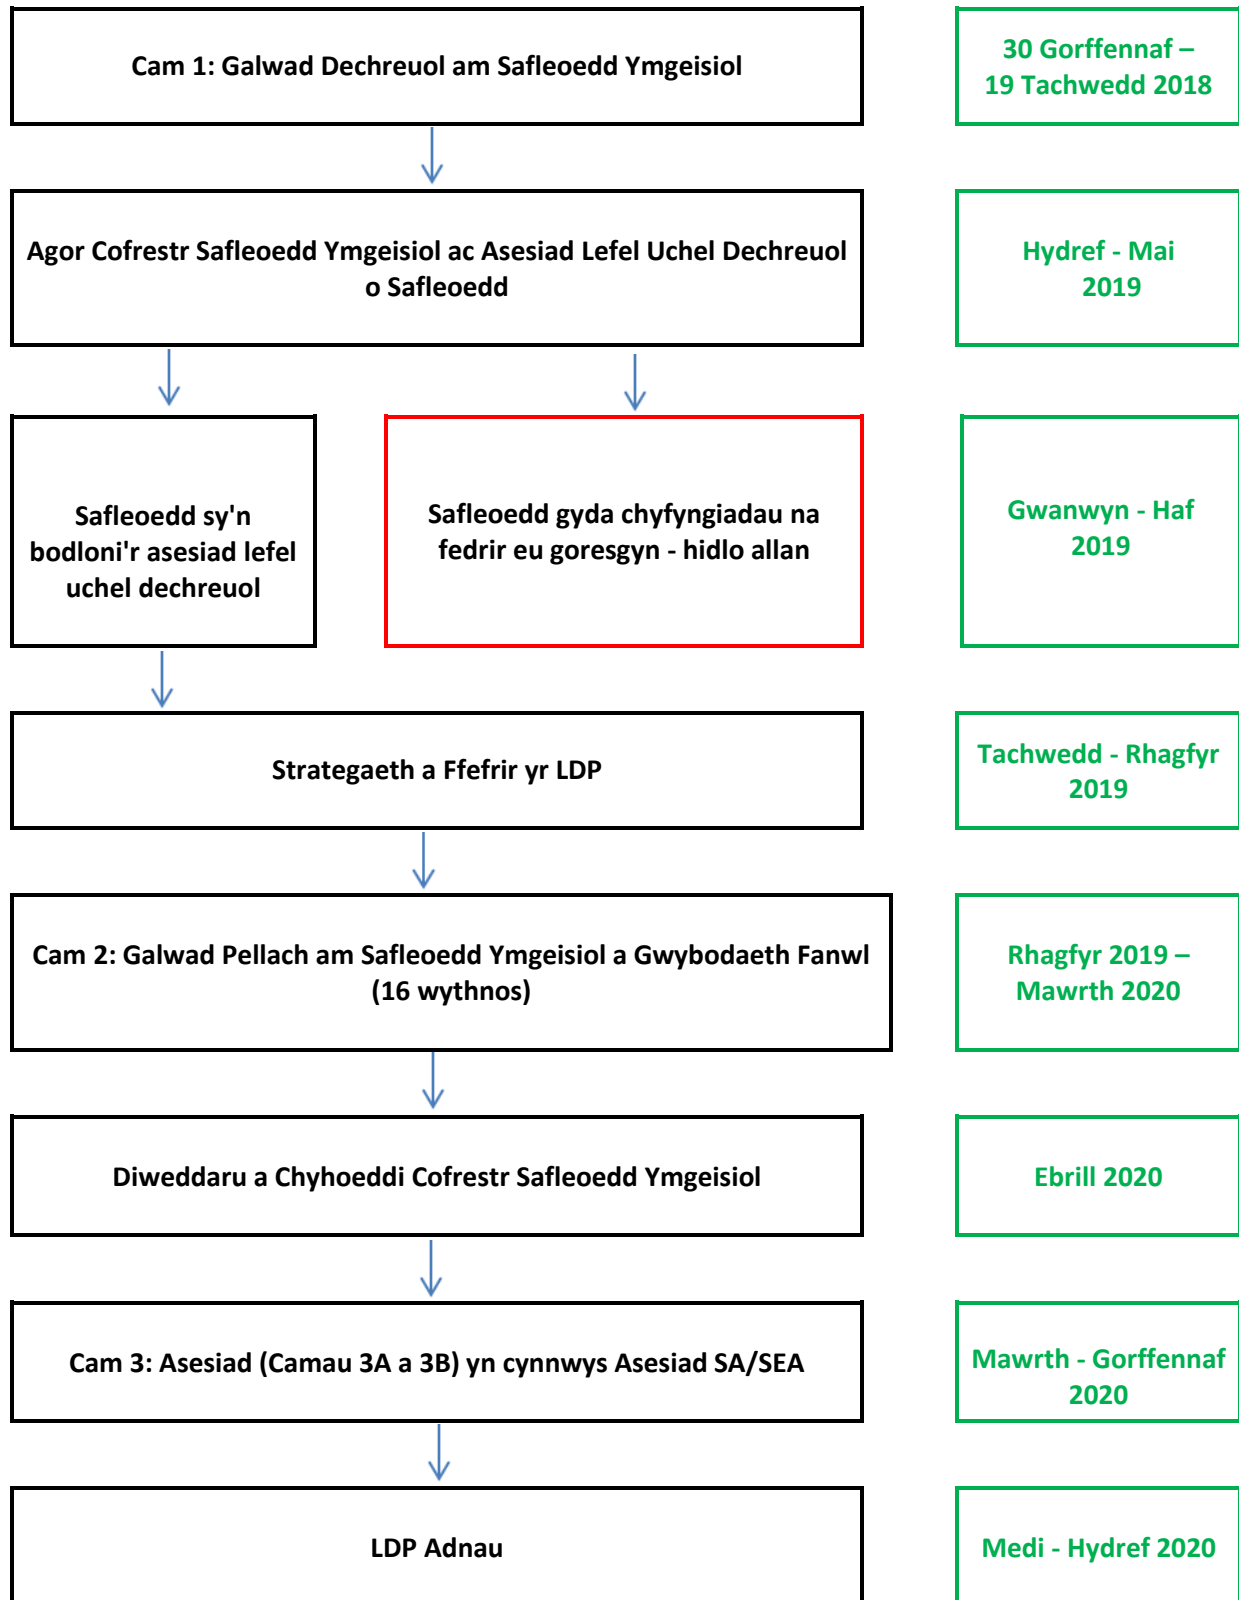 Cam 1: Galwad Dechreuol am Safleoedd Ymgeisiol
30 Gorffennaf –
19 Tachwedd 2018
Agor Cofrestr Safleoedd Ymgeisiol ac Asesiad Lefel Uchel Dechreuol
o Safleoedd
Hydref - Mai
2019
Safleoedd sy'n
bodloni'r asesiad lefel
uchel dechreuol
Safleoedd gyda chyfyngiadau na
fedrir eu goresgyn - hidlo allan
Gwanwyn - Haf
2019
Strategaeth a Ffefrir yr LDP
Tachwedd - Rhagfyr
2019
Cam 2: Galwad Pellach am Safleoedd Ymgeisiol a Gwybodaeth Fanwl
(16 wythnos)
Rhagfyr 2019 –
Mawrth 2020
Diweddaru a Chyhoeddi Cofrestr Safleoedd Ymgeisiol
Ebrill 2020
Cam 3: Asesiad (Camau 3A a 3B) yn cynnwys Asesiad SA/SEA
Mawrth - Gorffennaf
2020
LDP Adnau
Medi - Hydref 2020